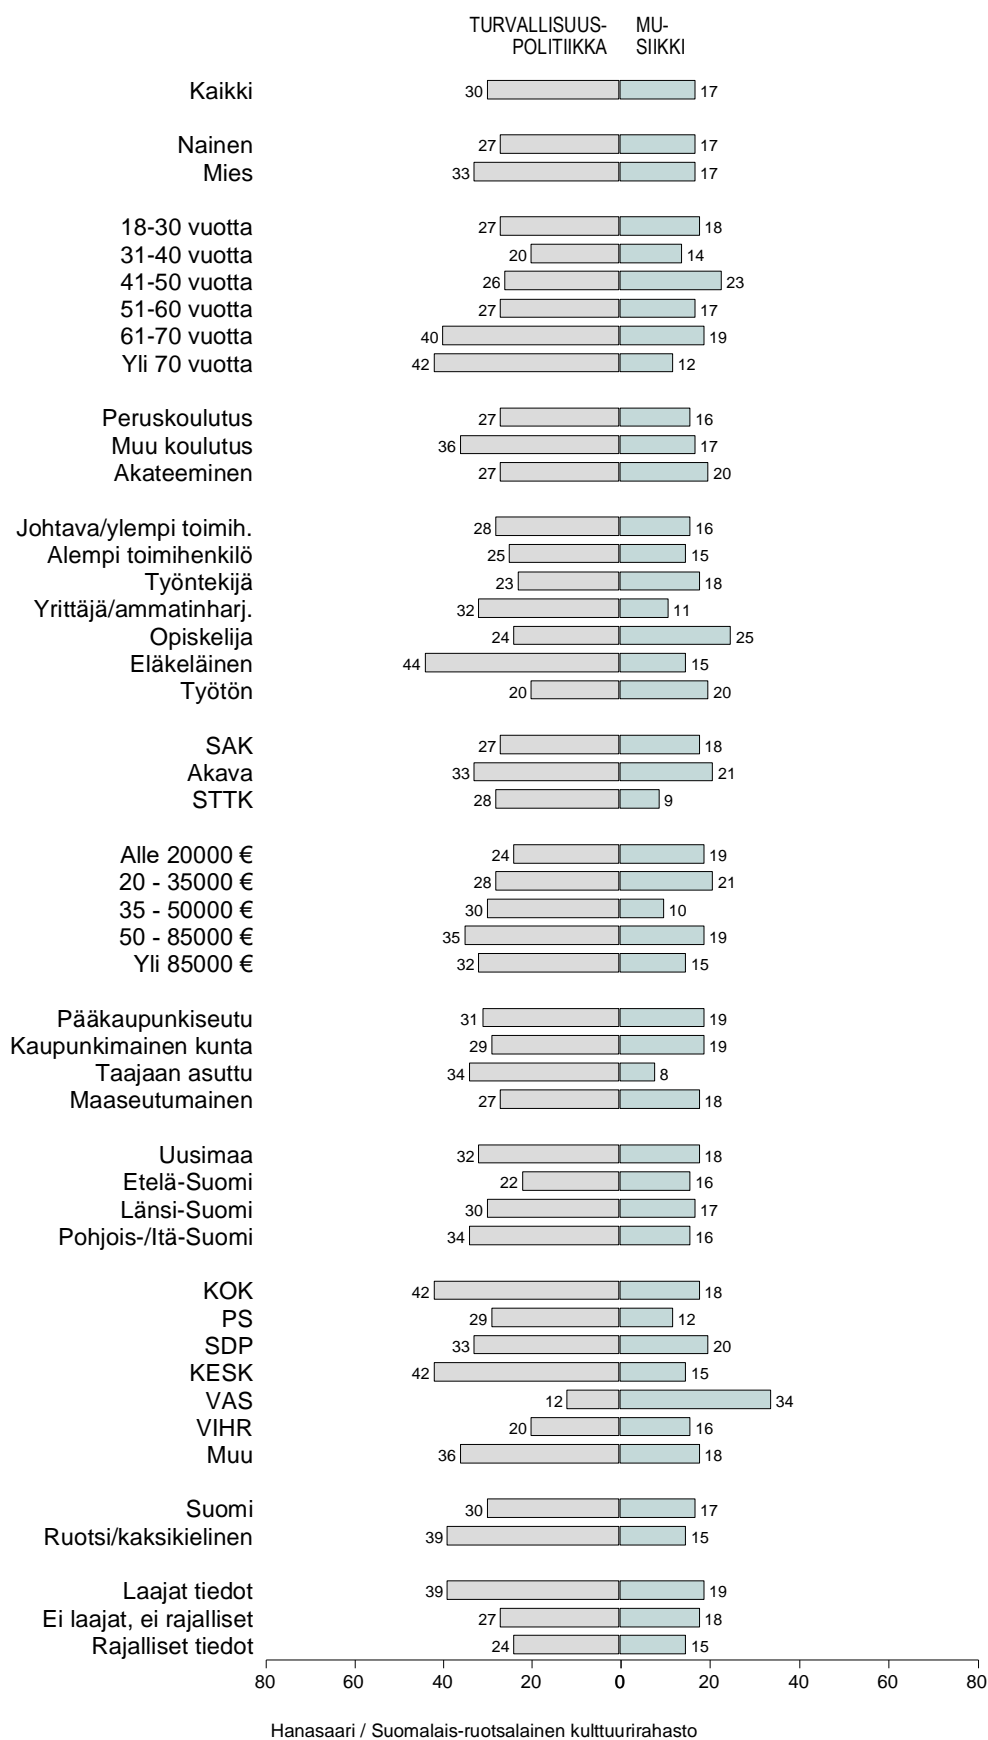 TURVALLISUUS- MU-
POLITIIKKA SIIKKI
Kaikki 30 17
Nainen 27 17
Mies 33 17
18-30 vuotta 27 18
31-40 vuotta 20 14
41-50 vuotta 26 23
51-60 vuotta 27 17
61-70 vuotta 40 19
Yli 70 vuotta 42 12
Peruskoulutus 27 16
Muu koulutus 36 17
Akateeminen 27 20
Johtava/ylempi toimih. 28 16
Alempi toimihenkilö 25 15
Työntekijä 23 18
Yrittäjä/ammatinharj. 32 11
Opiskelija 24 25
Eläkeläinen 44 15
Työtön 20 20
SAK 27 18
Akava 33 21
STTK 28 9
Alle 20000 € 24 19
20 - 35000 € 28 21
35 - 50000 € 30 10
50 - 85000 € 35 19
Yli 85000 € 32 15
Pääkaupunkiseutu 31 19
Kaupunkimainen kunta 29 19
Taajaan asuttu 34 8
Maaseutumainen 27 18
Uusimaa 32 18
Etelä-Suomi 22 16
Länsi-Suomi 30 17
Pohjois-/Itä-Suomi 34 16
KOK 42 18
PS 29 12
SDP 33 20
KESK 42 15
VAS 12 34
VIHR 20 16
Muu 36 18
Suomi 30 17
Ruotsi/kaksikielinen 39 15
Laajat tiedot 39 19
Ei laajat, ei rajalliset 27 18
Rajalliset tiedot 24 15
80 60 40 20 0 20 40 60 80
Hanasaari / Suomalais-ruotsalainen kulttuurirahasto